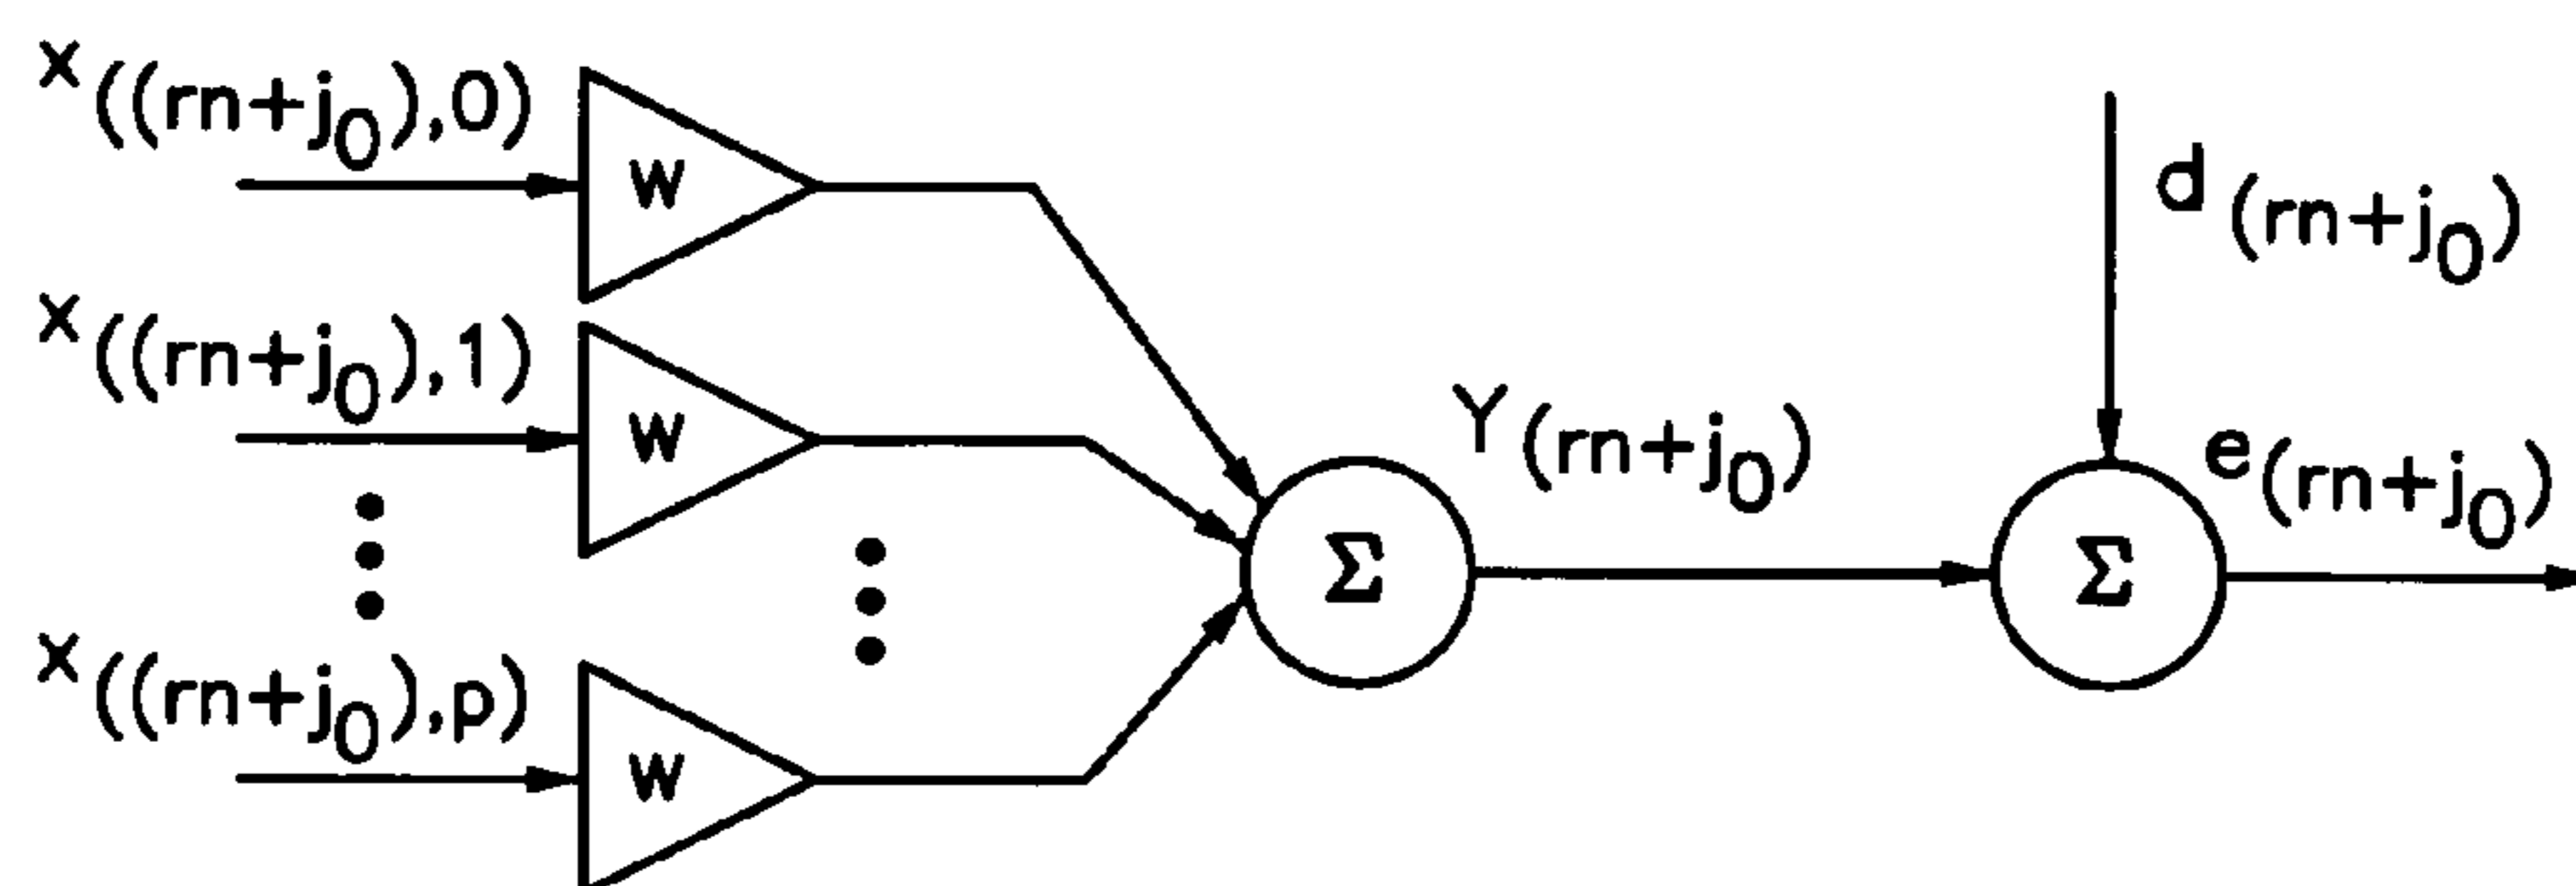 x((rn+j0),0)
W
x((rn+j0),1)
W
x((rn+j0),p)
W
Σ
Y(rn+j0)
d(rn+j0)
Σ
e(rn+j0)